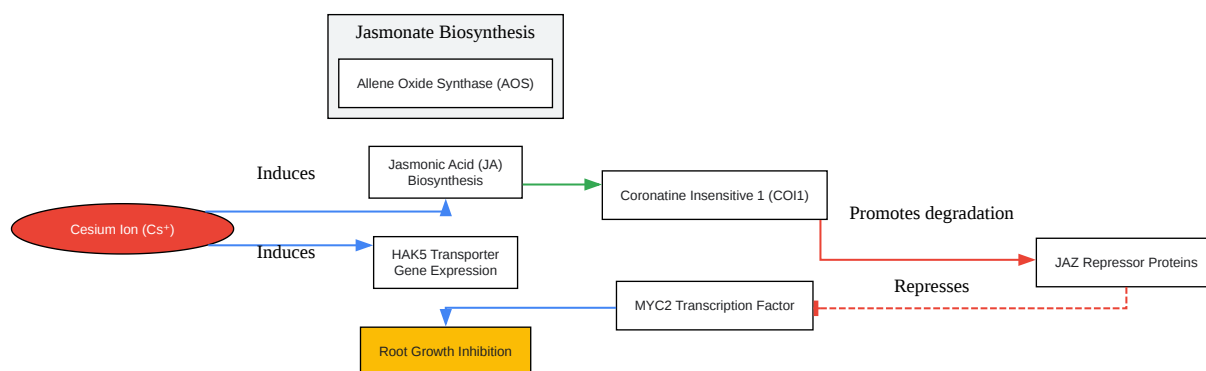 Jasmonate Biosynthesis
Allene Oxide Synthase (AOS)
Induces
Jasmonic Acid (JA)
Biosynthesis
Coronatine Insensitive 1 (COI1)
Promotes degradation
Cesium Ion (Cs⁺)
Induces
HAK5 Transporter
Gene Expression
JAZ Repressor Proteins
Represses
MYC2 Transcription Factor
Root Growth Inhibition